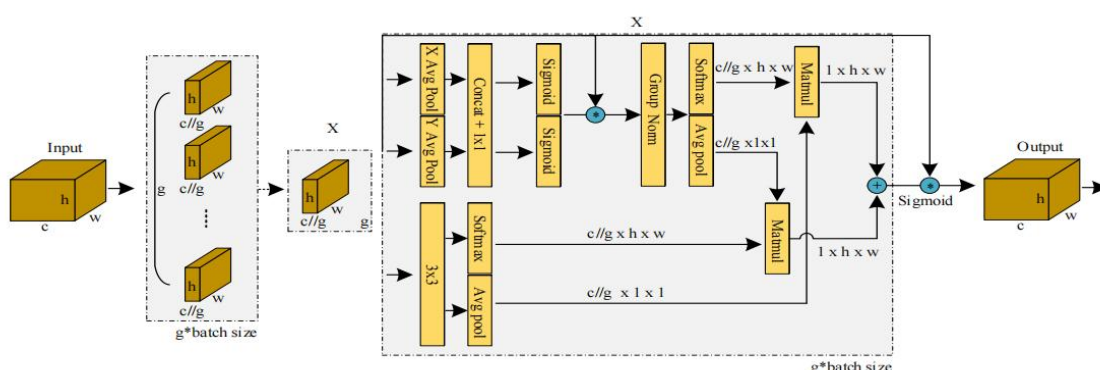 Input
h
w
c
g
h
w
c//g
h
w
c//g
h
w
c//g
g*batch size
X
h
w
c//g
g
X
X Avg Pool
Y Avg Pool
Concat + 1x1
Sigmoid
Sigmoid
*
Group Norm
Softmax
Avg pool
c//g x h x w
c//g x1x1
Matmul
1 x h x w
3x3
Softmax
Avg pool
c//g x h x w
c//g x 1 x 1
Matmul
1 x h x w
+
Sigmoid
*
g*batch size
Output
h
w
c